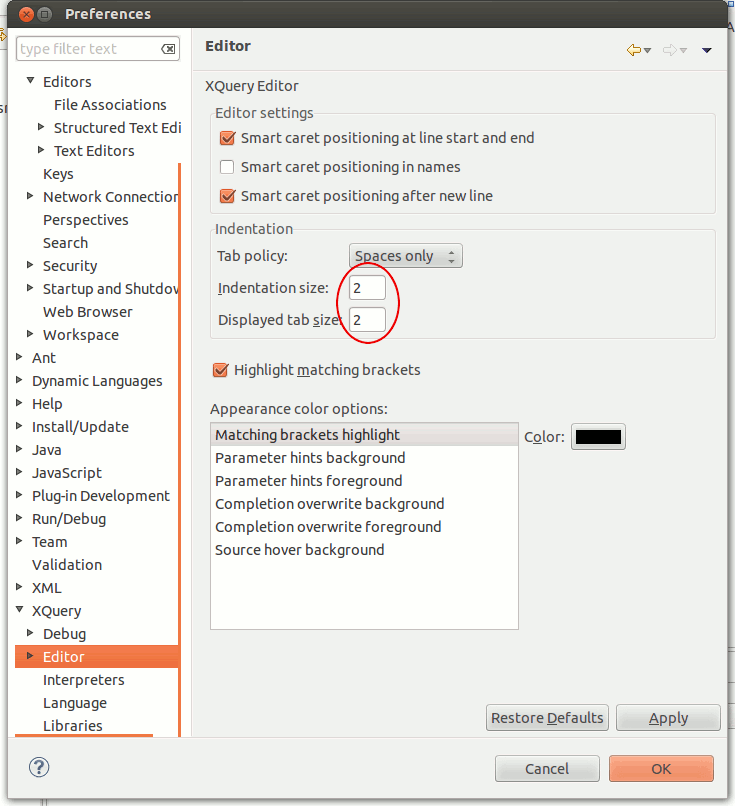 Preferences
type filter text
Editors
File Associations
Structured Text Edi
Text Editors
Keys
Network Connection
Perspectives
Search
Security
Startup and Shutdow
Web Browser
Workspace
Ant
Dynamic Languages
Help
Install/Update
Java
JavaScript
Plug-in Development
Run/Debug
Team
Validation
XML
XQuery
Debug
Editor
Interpreters
Language
Libraries
Editor
XQuery Editor
Editor settings
Smart caret positioning at line start and end
Smart caret positioning in names
Smart caret positioning after new line
Indentation
Tab policy: Spaces only
Indentation size: 2
Displayed tab size: 2
Highlight matching brackets
Appearance color options:
Matching brackets highlight
Parameter hints background
Parameter hints foreground
Completion overwrite background
Completion overwrite foreground
Source hover background
Color:
Restore Defaults
Apply
?
Cancel
OK